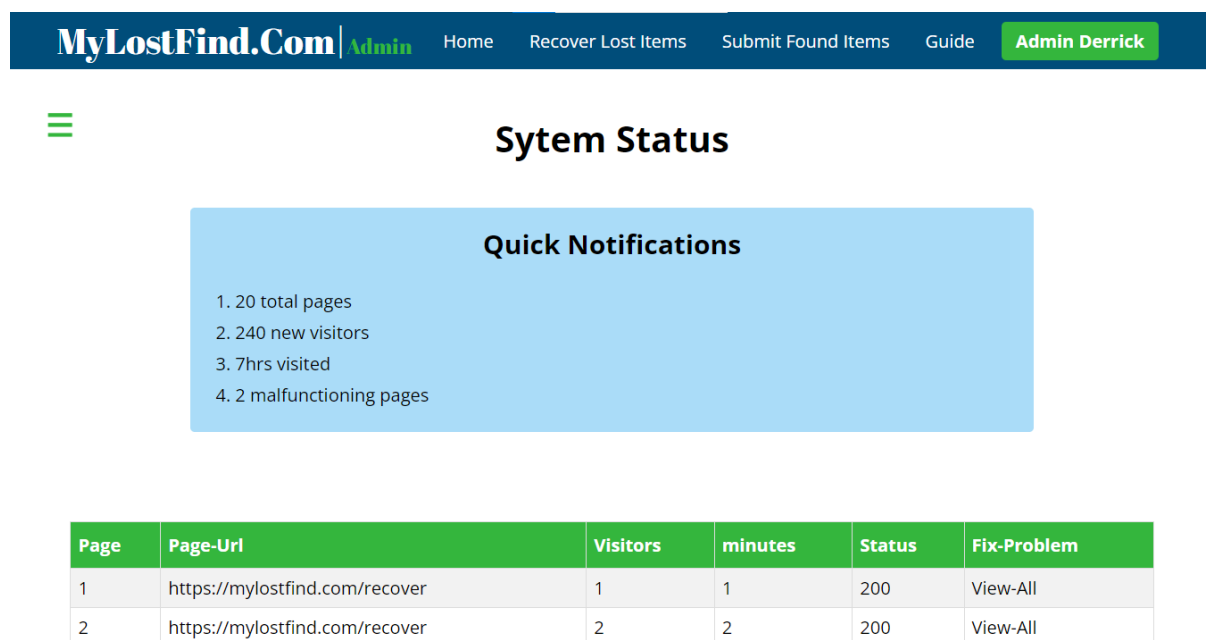 MyLostFind.Com|Admin Home Recover Lost Items Submit Found Items Guide Admin Derrick
Sytem Status
Quick Notifications
1. 20 total pages
2. 240 new visitors
3. 7hrs visited
4. 2 malfunctioning pages
Page Page-Url Visitors minutes Status Fix-Problem
1 https://mylostfind.com/recover 1 1 200 View-All
2 https://mylostfind.com/recover 2 2 200 View-All